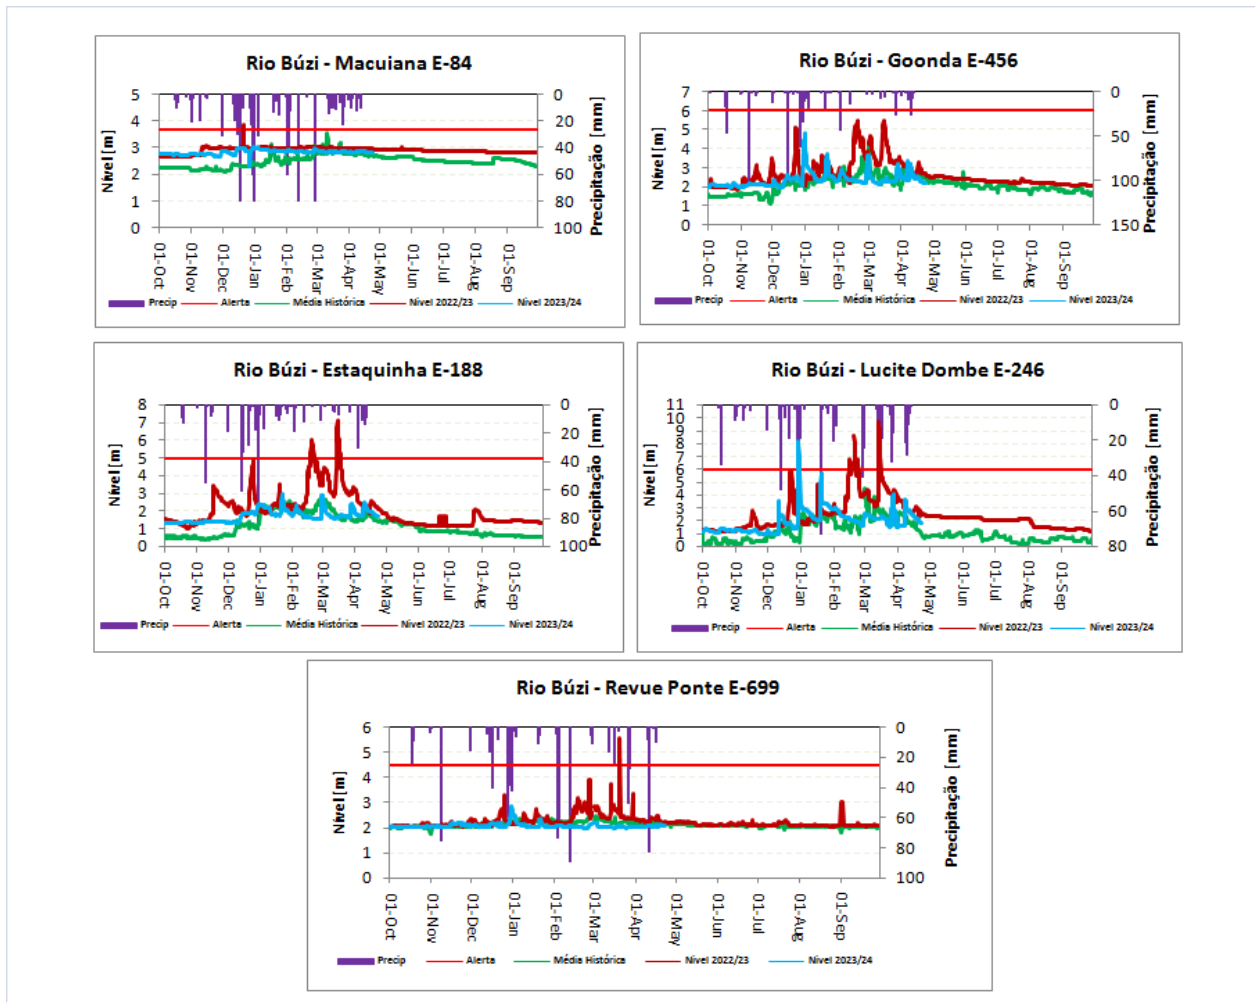 Rio Búzi - Macuiana E-84
5
4
3
2
1
0
0
20
40
60
80
100
Nível [m]
Precipitação [mm]
01-Oct
01-Nov
01-Dec
01-Jan
01-Feb
01-Mar
01-Apr
01-May
01-Jun
01-Jul
01-Aug
01-Sep
Precip Alerta Média Histórica Nivel 2022/23 Nivel 2023/24
Rio Búzi - Goonda E-456
7
6
5
4
3
2
1
0
0
50
100
150
Nível [m]
Precipitação [mm]
01-Oct
01-Nov
01-Dec
01-Jan
01-Feb
01-Mar
01-Apr
01-May
01-Jun
01-Jul
01-Aug
01-Sep
Precip Alerta Média Histórica Nivel 2022/23 Nivel 2023/24
Rio Búzi - Estaquinha E-188
8
7
6
5
4
3
2
1
0
0
20
40
60
80
100
Nível [m]
Precipitação [mm]
01-Oct
01-Nov
01-Dec
01-Jan
01-Feb
01-Mar
01-Apr
01-May
01-Jun
01-Jul
01-Aug
01-Sep
Precip Alerta Média Histórica Nivel 2022/23 Nivel 2023/24
Rio Búzi - Lucite Dombe E-246
11
10
9
8
7
6
5
4
3
2
1
0
0
20
40
60
80
Nível [m]
Precipitação [mm]
01-Oct
01-Nov
01-Dec
01-Jan
01-Feb
01-Mar
01-Apr
01-May
01-Jun
01-Jul
01-Aug
01-Sep
Precip Alerta Média Histórica Nivel 2022/23 Nivel 2023/24
Rio Búzi - Revue Ponte E-699
6
5
4
3
2
1
0
0
20
40
60
80
100
Nível [m]
Precipitação [mm]
01-Oct
01-Nov
01-Dec
01-Jan
01-Feb
01-Mar
01-Apr
01-May
01-Jun
01-Jul
01-Aug
01-Sep
Precip Alerta Média Histórica Nivel 2022/23 Nivel 2023/24